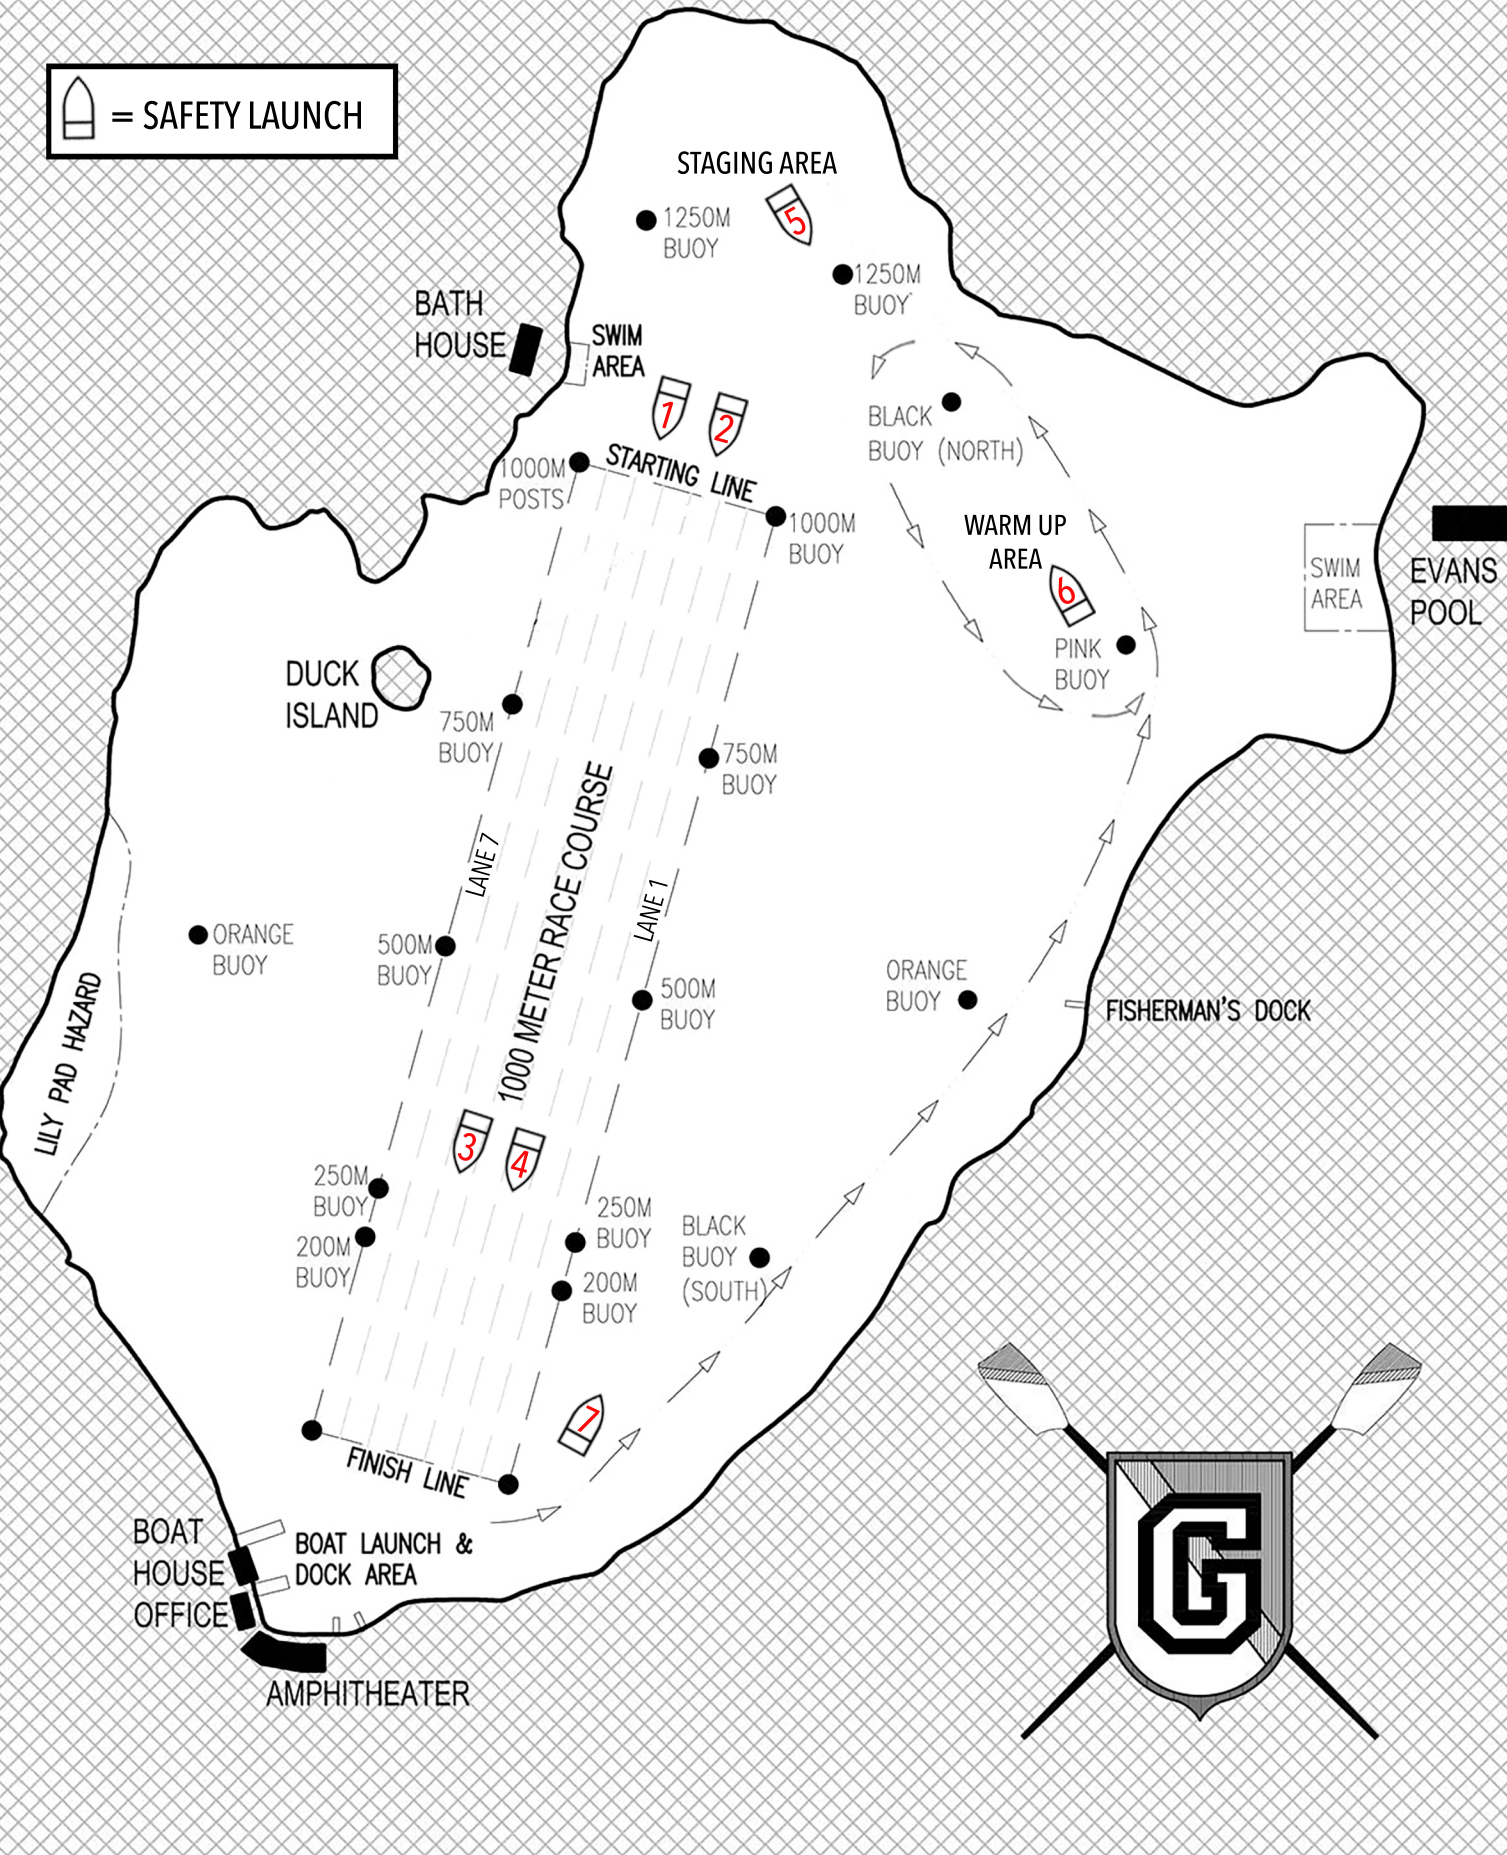 = SAFETY LAUNCH
STAGING AREA
5
1250M
BUOY
1250M
BUOY
BATH
HOUSE
SWIM
AREA
1
2
BLACK
BUOY (NORTH)
STARTING LINE
1000M
POSTS
1000M
BUOY
WARM UP
AREA
6
PINK
BUOY
SWIM
AREA
EVANS
POOL
DUCK
ISLAND
750M
BUOY
750M
BUOY
LANE 7
LANE 1
1000 METER RACE COURSE
ORANGE
BUOY
500M
BUOY
500M
BUOY
ORANGE
BUOY
FISHERMAN'S DOCK
LILY PAD HAZARD
3
4
250M
BUOY
200M
BUOY
250M
BUOY
200M
BUOY
BLACK
BUOY
(SOUTH)
7
FINISH LINE
BOAT
HOUSE
OFFICE
BOAT LAUNCH &
DOCK AREA
AMPHITHEATER
G